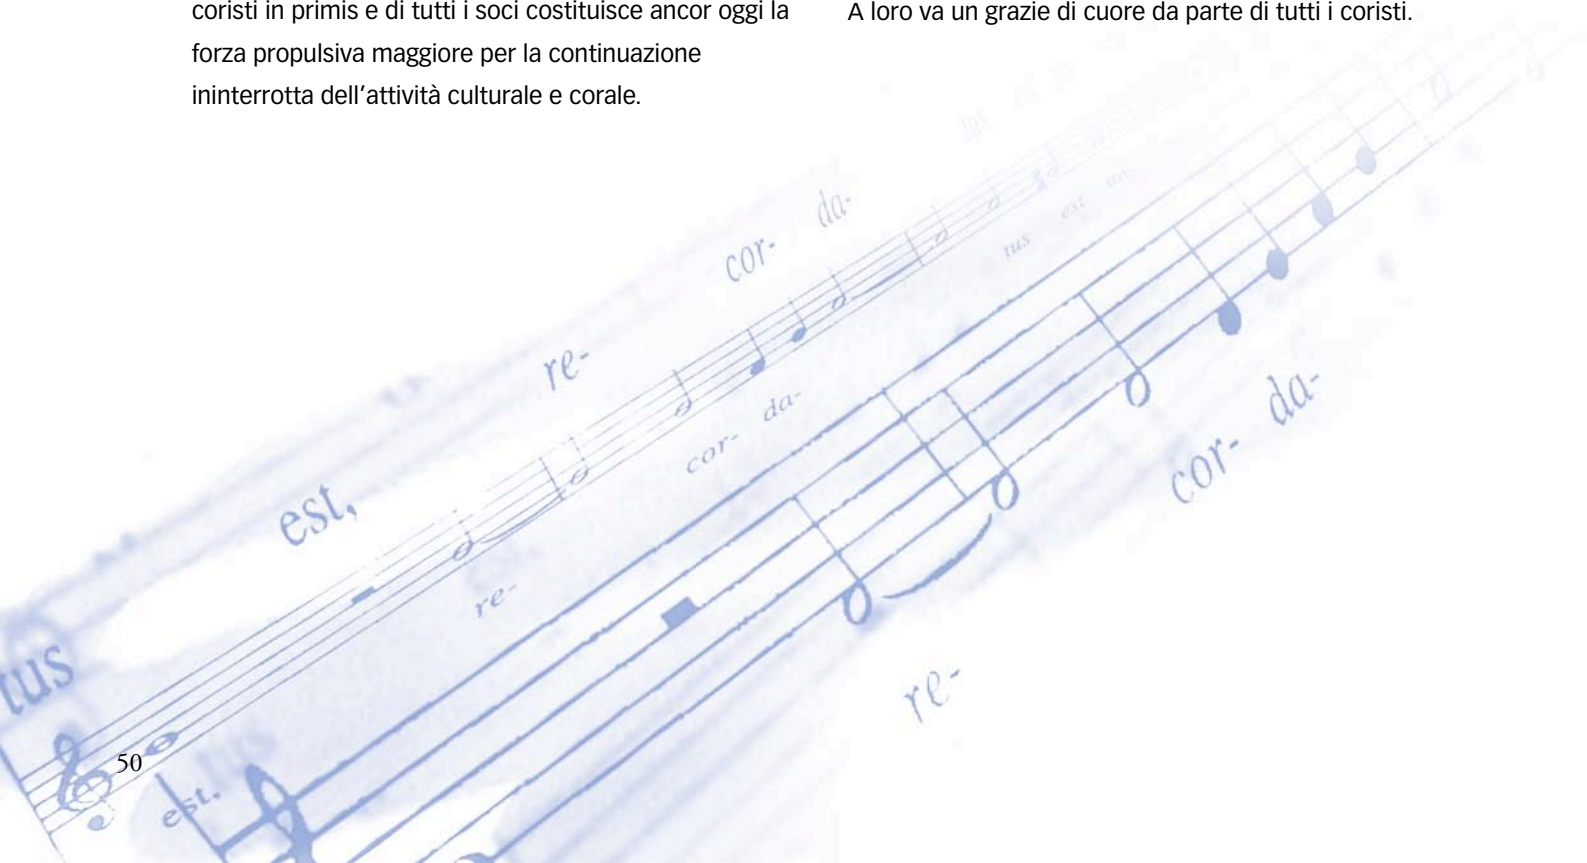 coristi in primis e di tutti i soci costituisce ancor oggi la
forza propulsiva maggiore per la continuazione
ininterrotta dell’attività culturale e corale.
A loro va un grazie di cuore da parte di tutti i coristi.
cor- da-
re-
est,
tus
tus est
cor- da-
re-
cor- da-
re-
est,
50